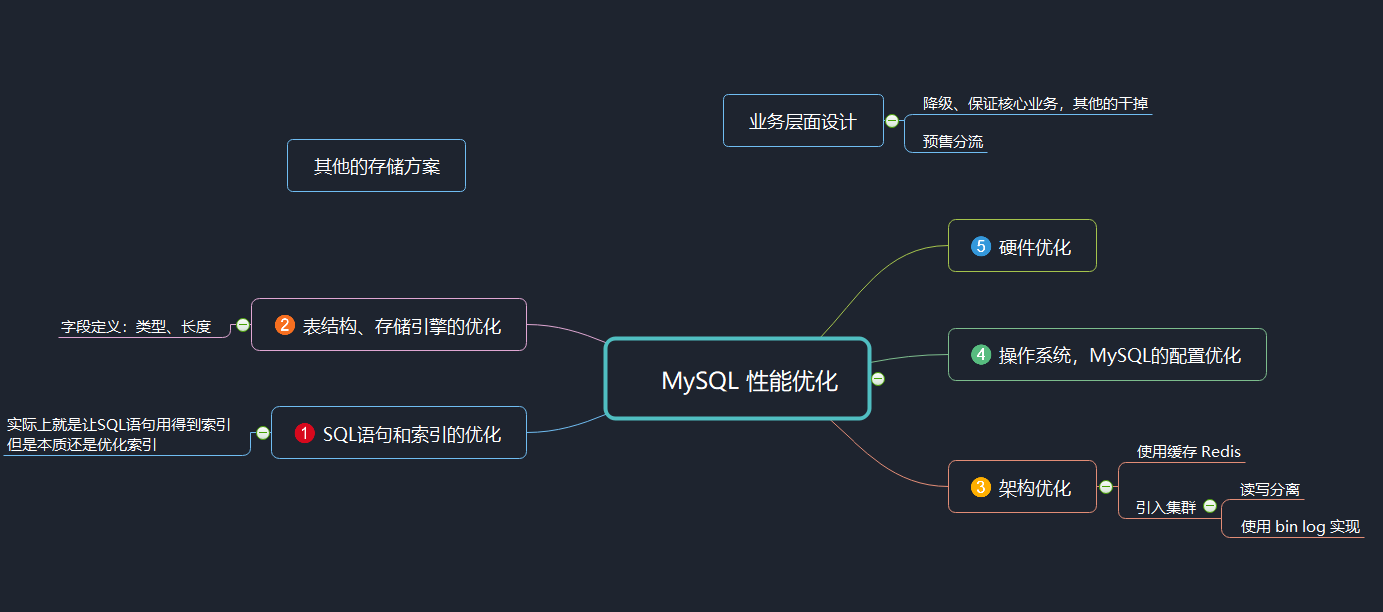 业务层面设计
降级、保证核心业务，其他的干掉
预售分流
其他的存储方案
5 硬件优化
2 表结构、存储引擎的优化
字段定义：类型、长度
4 操作系统，MySQL的配置优化
MySQL 性能优化
1 SQL语句和索引的优化
实际上就是让SQL语句用得到索引
但是本质还是优化索引
3 架构优化
使用缓存 Redis
引入集群
读写分离
使用 bin log 实现